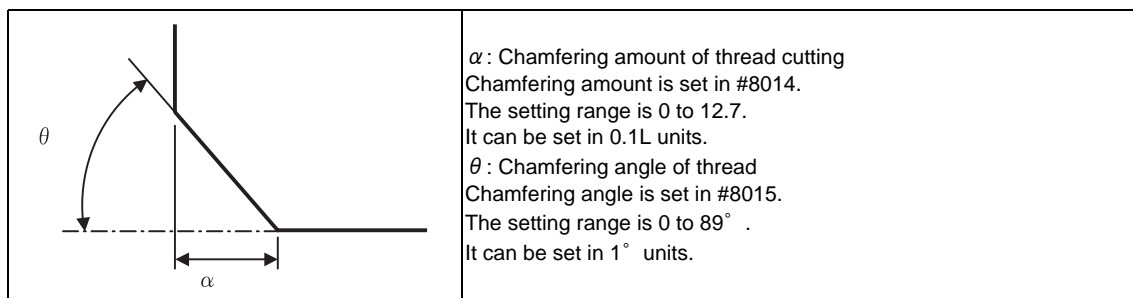 θ
α
α : Chamfering amount of thread cutting
Chamfering amount is set in #8014.
The setting range is 0 to 12.7.
It can be set in 0.1L units.
θ : Chamfering angle of thread
Chamfering angle is set in #8015.
The setting range is 0 to 89° .
It can be set in 1° units.